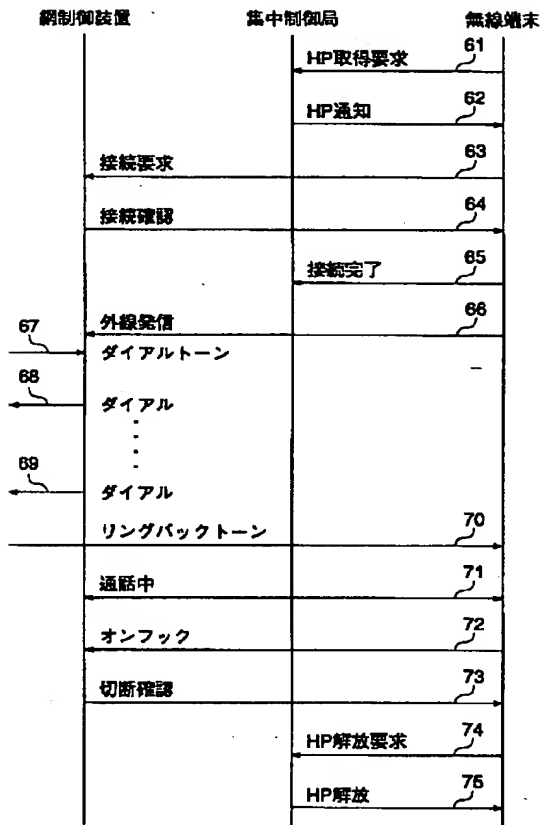 網制御装置 集中制御局 無線端末
HP取得要求 61
HP通知 62
接続要求 63
接続確認 64
接続完了 65
外線発信 66
67 ダイアルトーン
68 ダイアル
69 ダイアル
リングバックトーン 70
通話中 71
オンフック 72
切断確認 73
HP解放要求 74
HP解放 75